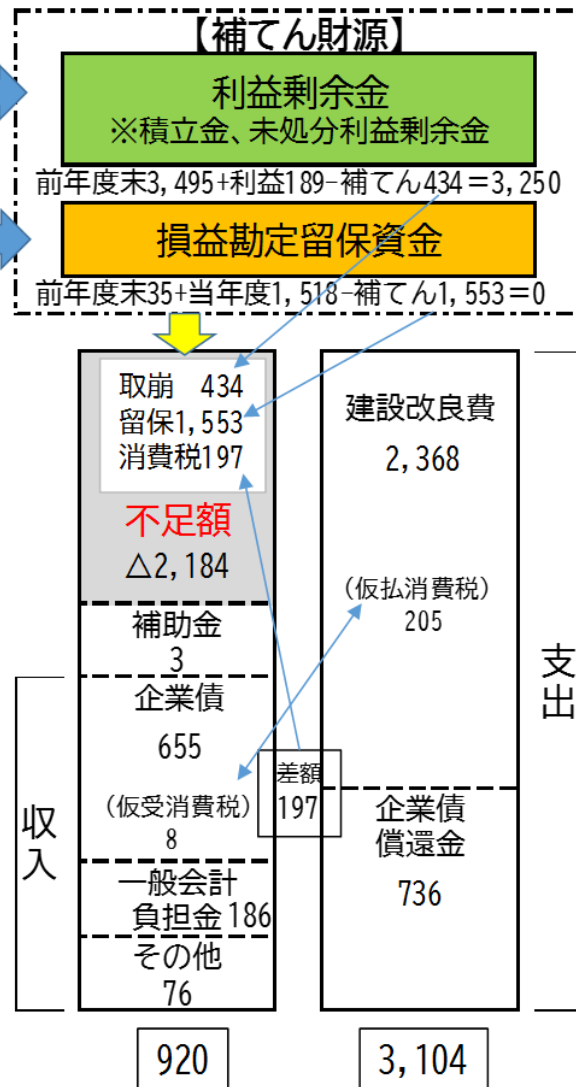 【補てん財源】
利益剰余金
※積立金、未処分利益剰余金
前年度末3,495+利益189-補てん434＝3,250
損益勘定留保資金
前年度末35+当年度1,518-補てん1,553＝0
取崩 434
留保1,553
消費税197
不足額
△2,184
補助金
3
企業債
655
(仮受消費税)
8
一般会計
負担金186
その他
76
収入
920
差額
197
建設改良費
2,368
(仮払消費税)
205
企業債
償還金
736
支出
3,104